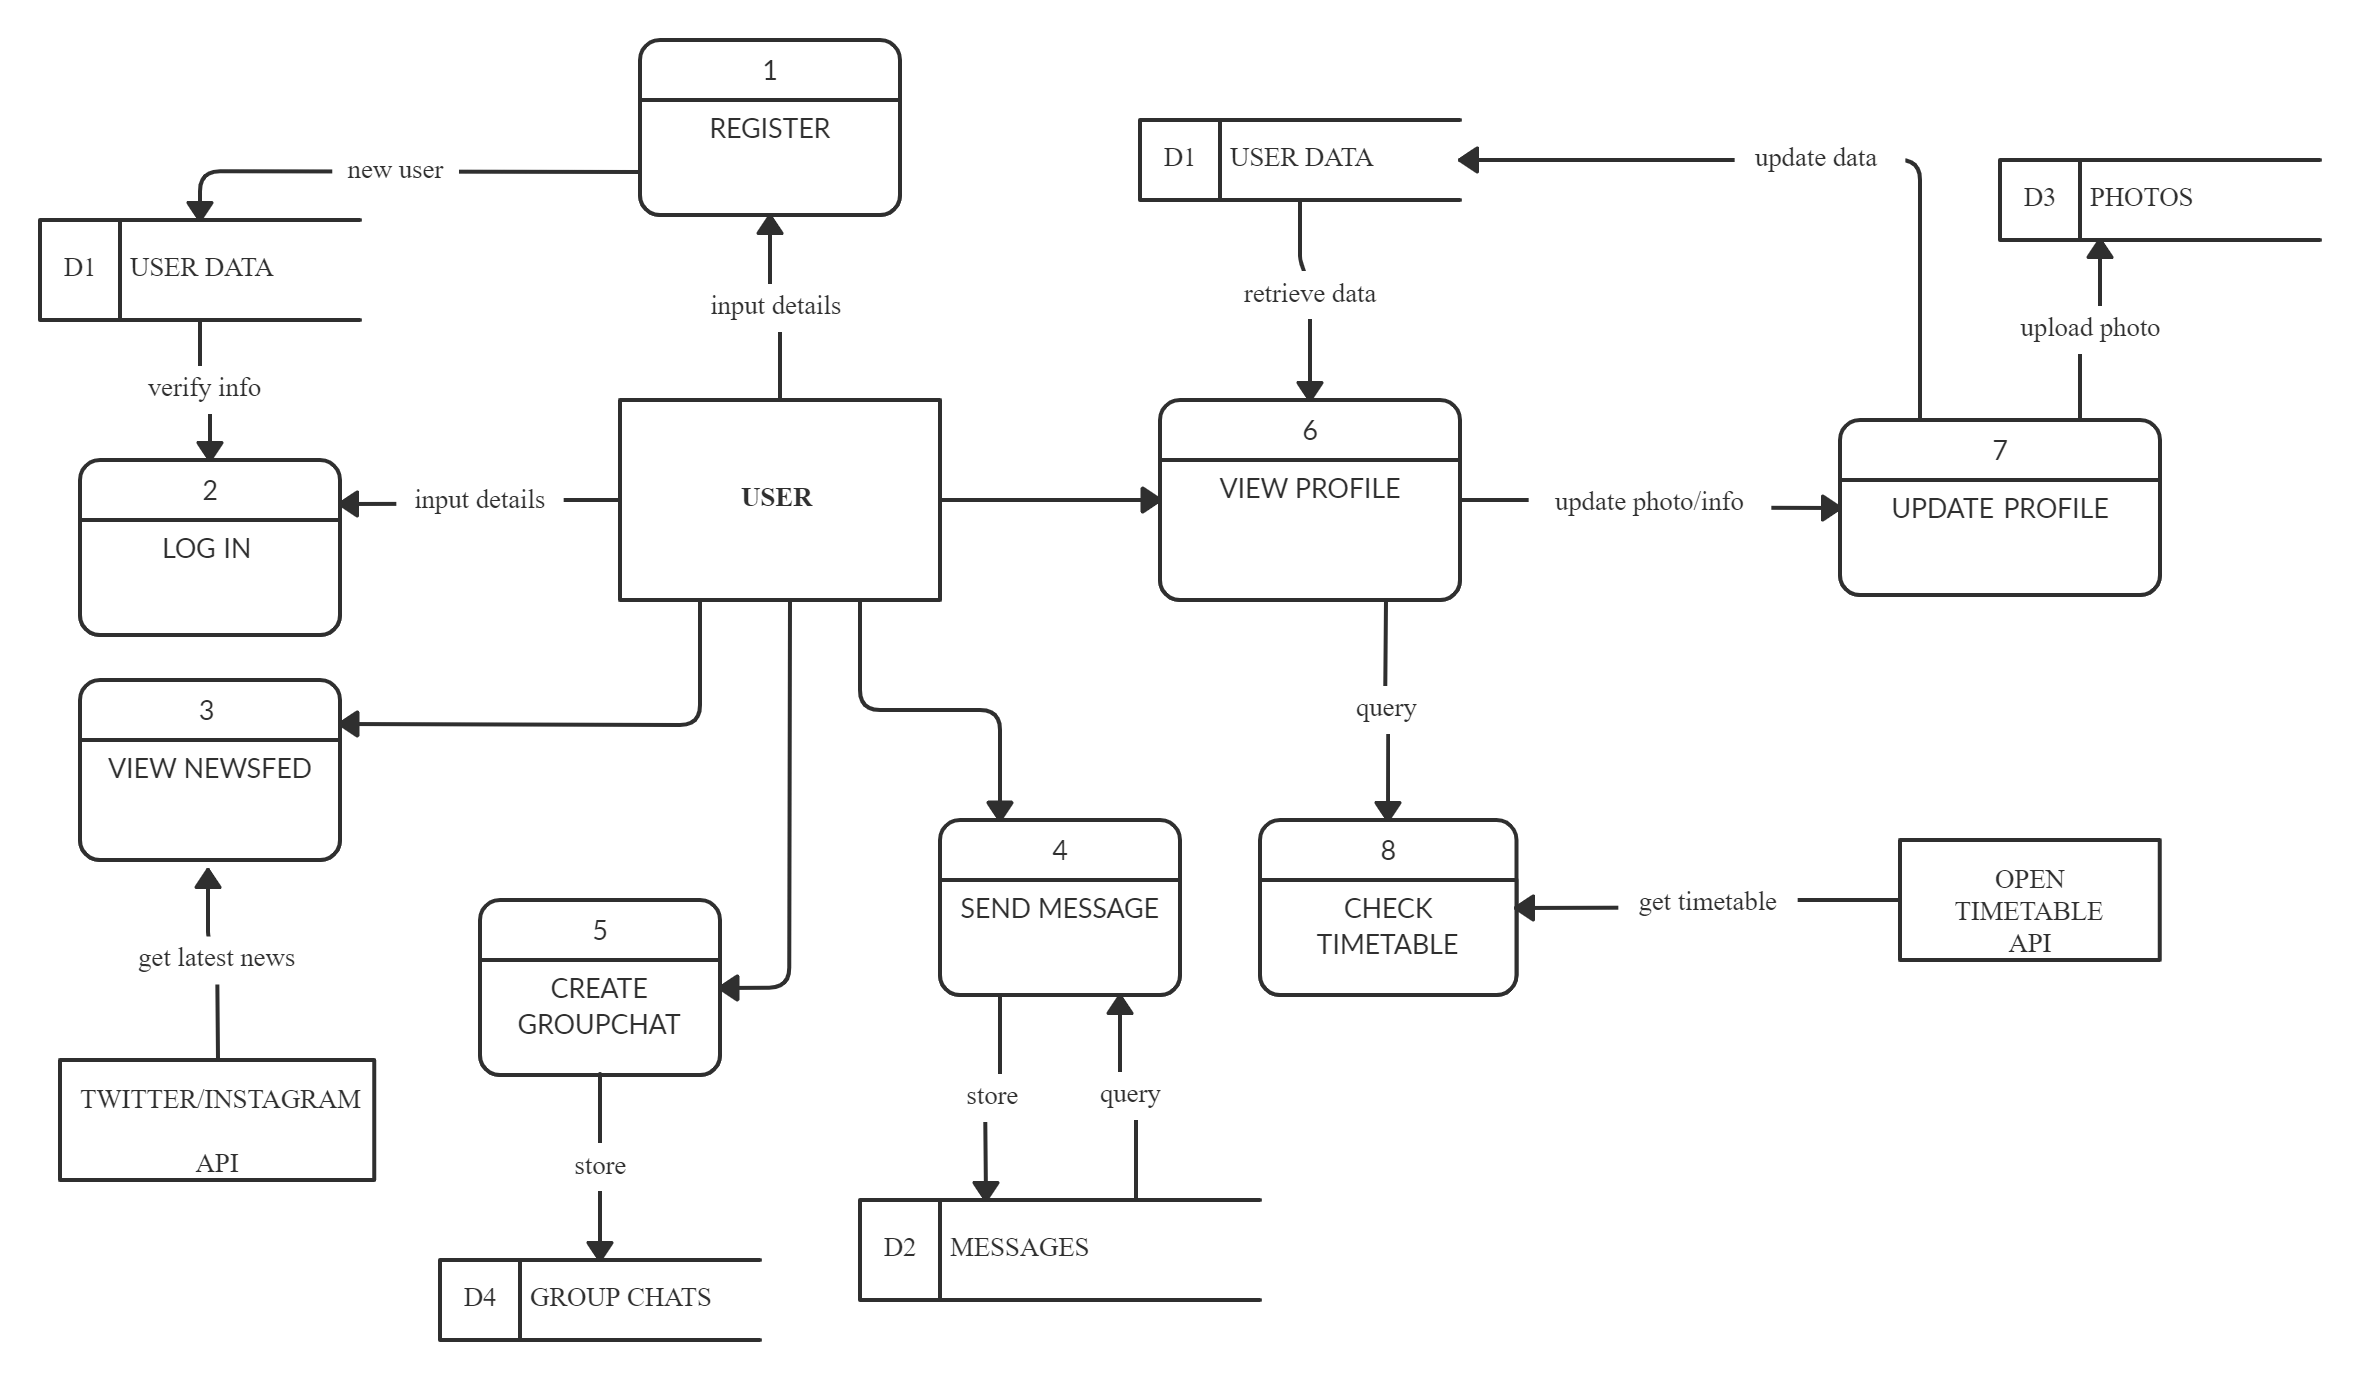 1
REGISTER
new user
D1
USER DATA
input details
verify info
D1
USER DATA
update data
D3
PHOTOS
retrieve data
upload photo
2
LOG IN
input details
USER
6
VIEW PROFILE
update photo/info
7
UPDATE PROFILE
3
VIEW NEWSFED
query
get latest news
TWITTER/INSTAGRAM
API
5
CREATE
GROUPCHAT
4
SEND MESSAGE
8
CHECK
TIMETABLE
get timetable
OPEN
TIMETABLE
API
store
query
store
D4
GROUP CHATS
D2
MESSAGES